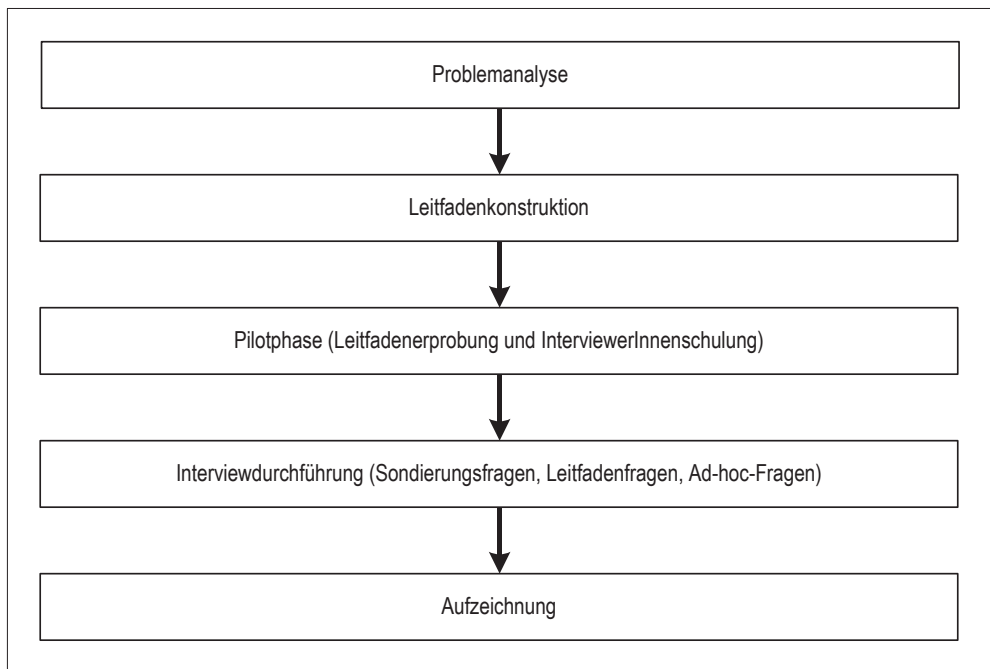 Problemanalyse
Leitfadenkonstruktion
Pilotphase (Leitfadenerprobung und InterviewerInnenschulung)
Interviewdurchführung (Sondierungsfragen, Leitfadenfragen, Ad-hoc-Fragen)
Aufzeichnung